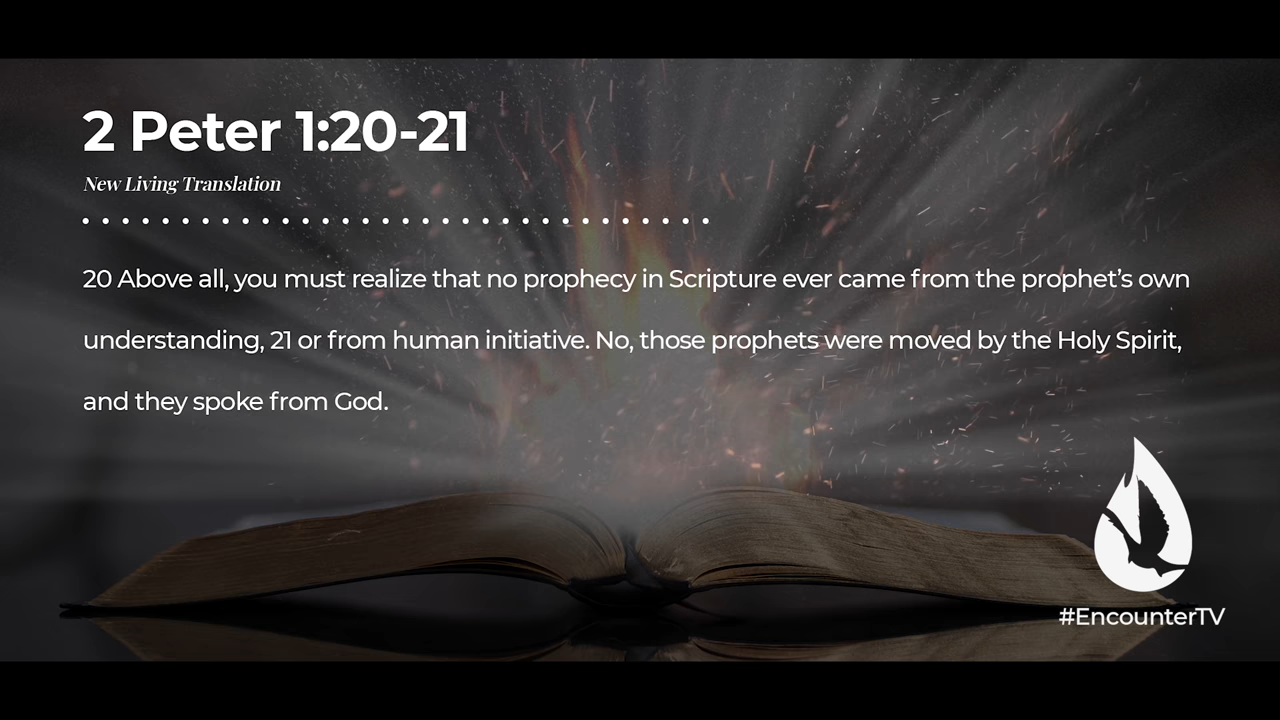 2 Peter 1:20-21
New Living Translation
20 Above all, you must realize that no prophecy in Scripture ever came from the prophet’s own
understanding, 21 or from human initiative. No, those prophets were moved by the Holy Spirit,
and they spoke from God.
#EncounterTV